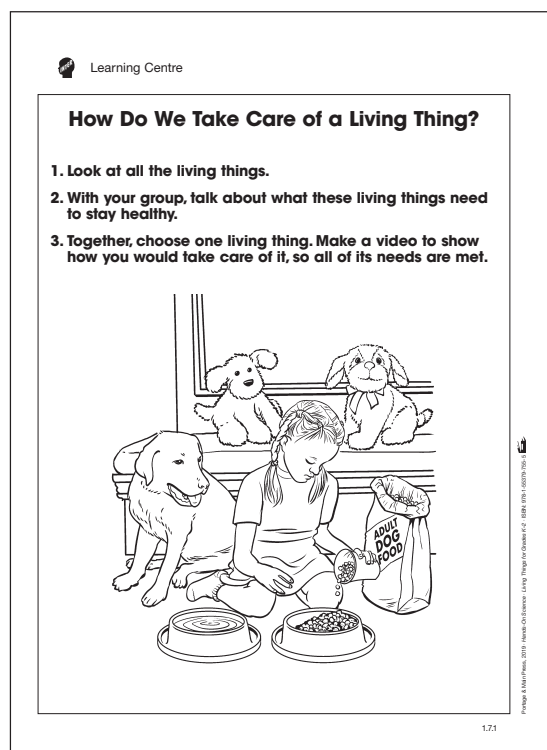 Learning Centre
How Do We Take Care of a Living Thing?
1. Look at all the living things.
2. With your group, talk about what these living things need
to stay healthy.
3. Together, choose one living thing. Make a video to show
how you would take care of it, so all of its needs are met.
ADULT
DOG
FOOD
Portage & Main Press, 2019 · Hands-On Science · Living Things for Grades K–2 · ISBN: 978-1-55379-798-5
1.7.1